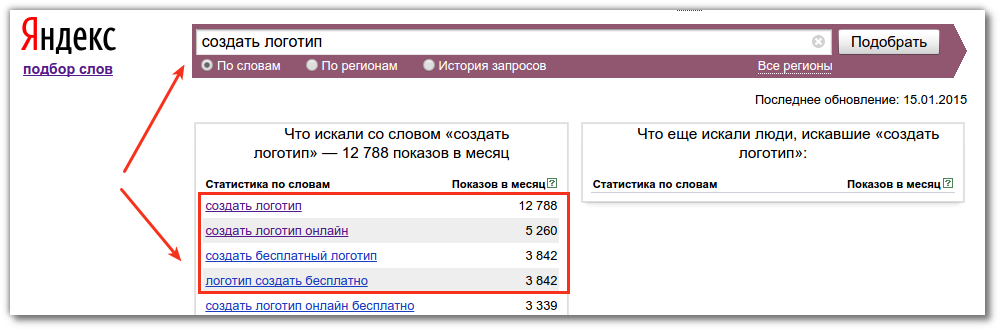 Яндекс
подбор слов
создать логотип
Подобрать
По словам По регионам История запросов Все регионы
Последнее обновление: 15.01.2015
Что искали со словом «создать
логотип» — 12 788 показов в месяц
Статистика по словам Показов в месяц ?
создать логотип 12 788
создать логотип онлайн 5 260
создать бесплатный логотип 3 842
логотип создать бесплатно 3 842
создать логотип онлайн бесплатно 3 339
Что еще искали люди, искавшие «создать
логотип»:
Статистика по словам Показов в месяц ?